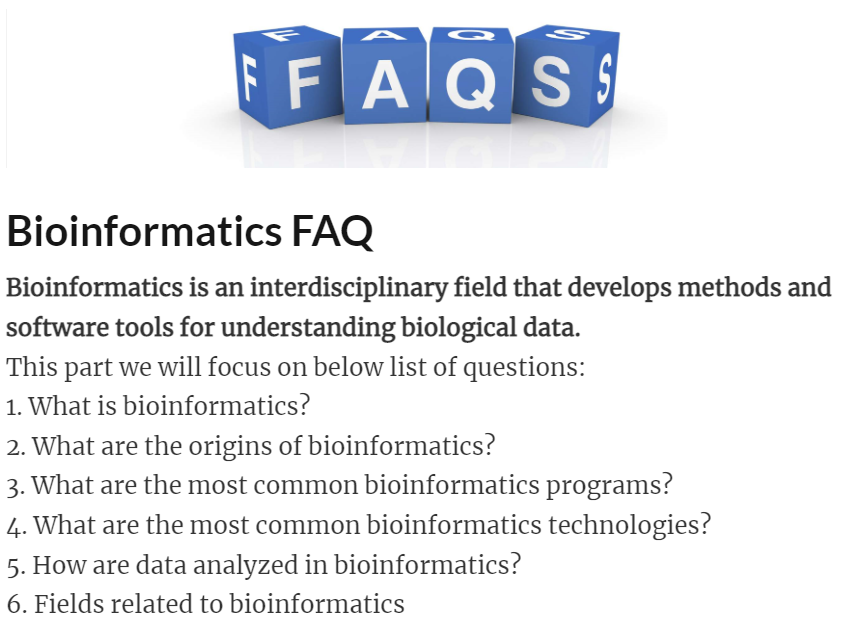 F A Q S
F F A Q S S
Bioinformatics FAQ
Bioinformatics is an interdisciplinary field that develops methods and
software tools for understanding biological data.
This part we will focus on below list of questions:
1. What is bioinformatics?
2. What are the origins of bioinformatics?
3. What are the most common bioinformatics programs?
4. What are the most common bioinformatics technologies?
5. How are data analyzed in bioinformatics?
6. Fields related to bioinformatics